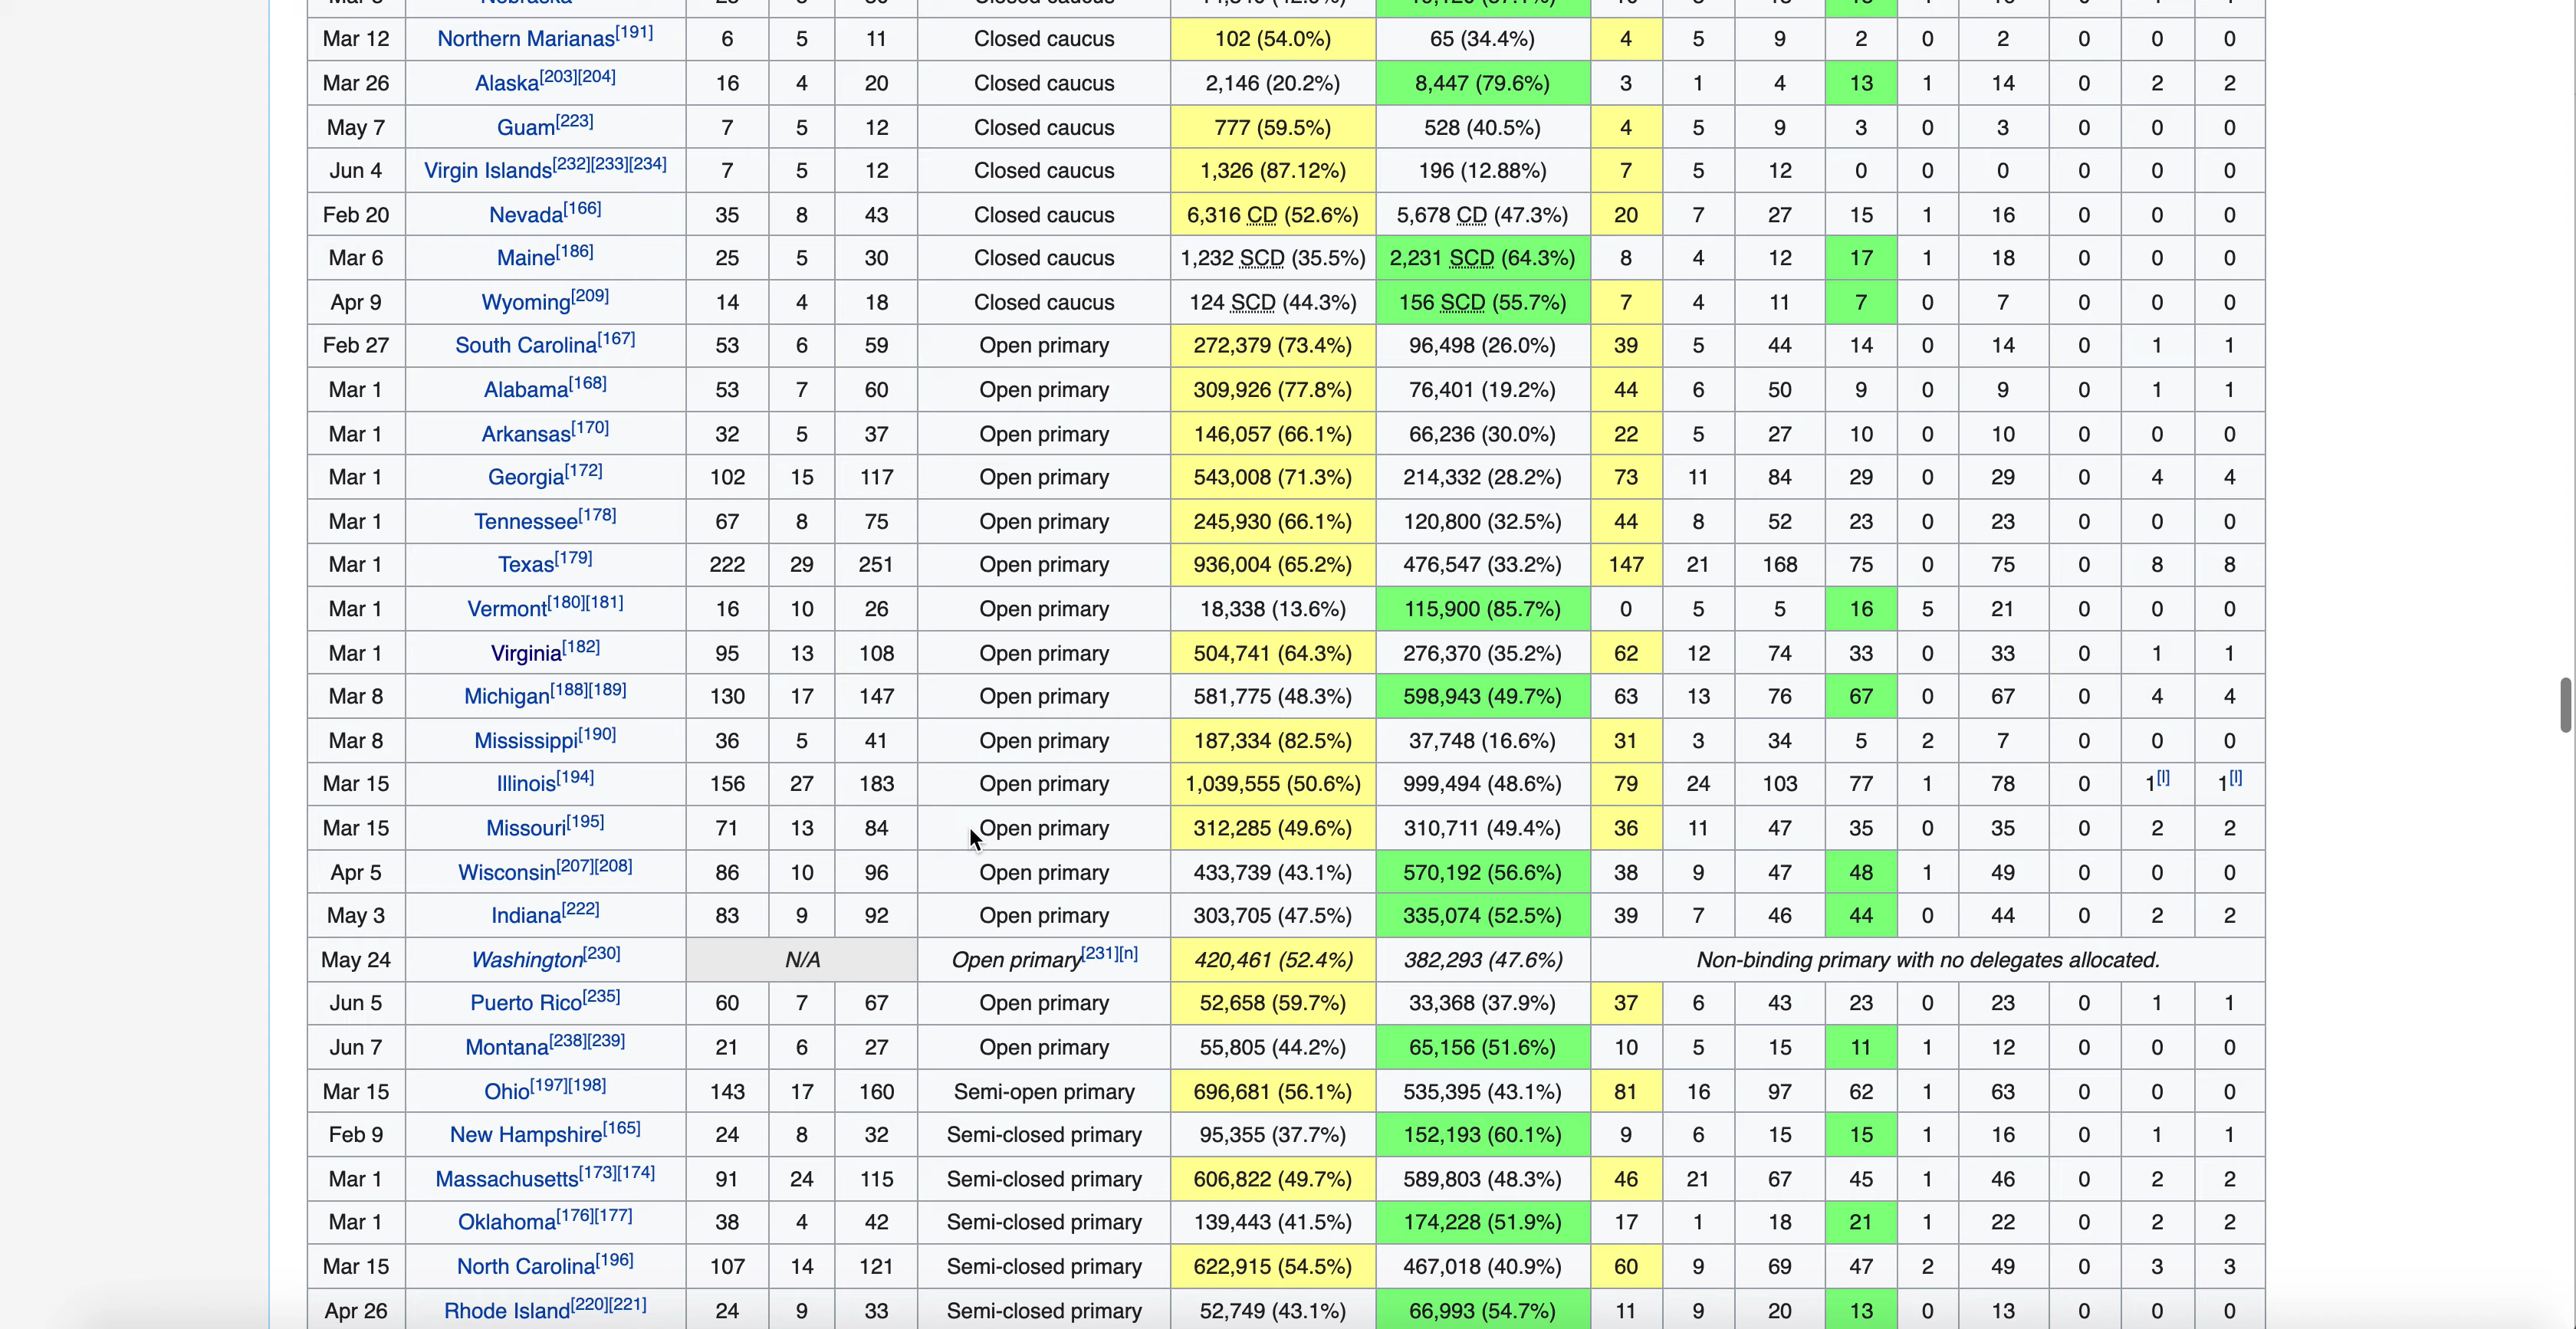 Nebraska Closed caucus
Mar 12 Northern Marianas[191] 6 5 11 Closed caucus 102 (54.0%) 65 (34.4%) 4 5 9 2 0 2 0 0 0
Mar 26 Alaska[203][204] 16 4 20 Closed caucus 2,146 (20.2%) 8,447 (79.6%) 3 1 4 13 1 14 0 2 2
May 7 Guam[223] 7 5 12 Closed caucus 777 (59.5%) 528 (40.5%) 4 5 9 3 0 3 0 0 0
Jun 4 Virgin Islands[232][233][234] 7 5 12 Closed caucus 1,326 (87.12%) 196 (12.88%) 7 5 12 0 0 0 0 0 0
Feb 20 Nevada[166] 35 8 43 Closed caucus 6,316 CD (52.6%) 5,678 CD (47.3%) 20 7 27 15 1 16 0 0 0
Mar 6 Maine[186] 25 5 30 Closed caucus 1,232 SCD (35.5%) 2,231 SCD (64.3%) 8 4 12 17 1 18 0 0 0
Apr 9 Wyoming[209] 14 4 18 Closed caucus 124 SCD (44.3%) 156 SCD (55.7%) 7 4 11 7 0 7 0 0 0
Feb 27 South Carolina[167] 53 6 59 Open primary 272,379 (73.4%) 96,498 (26.0%) 39 5 44 14 0 14 0 1 1
Mar 1 Alabama[168] 53 7 60 Open primary 309,926 (77.8%) 76,401 (19.2%) 44 6 50 9 0 9 0 1 1
Mar 1 Arkansas[170] 32 5 37 Open primary 146,057 (66.1%) 66,236 (30.0%) 22 5 27 10 0 10 0 0 0
Mar 1 Georgia[172] 102 15 117 Open primary 543,008 (71.3%) 214,332 (28.2%) 73 11 84 29 0 29 0 4 4
Mar 1 Tennessee[178] 67 8 75 Open primary 245,930 (66.1%) 120,800 (32.5%) 44 8 52 23 0 23 0 0 0
Mar 1 Texas[179] 222 29 251 Open primary 936,004 (65.2%) 476,547 (33.2%) 147 21 168 75 0 75 0 8 8
Mar 1 Vermont[180][181] 16 10 26 Open primary 18,338 (13.6%) 115,900 (85.7%) 0 5 5 16 5 21 0 0 0
Mar 1 Virginia[182] 95 13 108 Open primary 504,741 (64.3%) 276,370 (35.2%) 62 12 74 33 0 33 0 1 1
Mar 8 Michigan[188][189] 130 17 147 Open primary 581,775 (48.3%) 598,943 (49.7%) 63 13 76 67 0 67 0 4 4
Mar 8 Mississippi[190] 36 5 41 Open primary 187,334 (82.5%) 37,748 (16.6%) 31 3 34 5 2 7 0 0 0
Mar 15 Illinois[194] 156 27 183 Open primary 1,039,555 (50.6%) 999,494 (48.6%) 79 24 103 77 1 78 0 1[l] 1[l]
Mar 15 Missouri[195] 71 13 84 Open primary 312,285 (49.6%) 310,711 (49.4%) 36 11 47 35 0 35 0 2 2
Apr 5 Wisconsin[207][208] 86 10 96 Open primary 433,739 (43.1%) 570,192 (56.6%) 38 9 47 48 1 49 0 0 0
May 3 Indiana[222] 83 9 92 Open primary 303,705 (47.5%) 335,074 (52.5%) 39 7 46 44 0 44 0 2 2
May 24 Washington[230] N/A Open primary[231][n] 420,461 (52.4%) 382,293 (47.6%) Non-binding primary with no delegates allocated.
Jun 5 Puerto Rico[235] 60 7 67 Open primary 52,658 (59.7%) 33,368 (37.9%) 37 6 43 23 0 23 0 1 1
Jun 7 Montana[238][239] 21 6 27 Open primary 55,805 (44.2%) 65,156 (51.6%) 10 5 15 11 1 12 0 0 0
Mar 15 Ohio[197][198] 143 17 160 Semi-open primary 696,681 (56.1%) 535,395 (43.1%) 81 16 97 62 1 63 0 0 0
Feb 9 New Hampshire[165] 24 8 32 Semi-closed primary 95,355 (37.7%) 152,193 (60.1%) 9 6 15 15 1 16 0 1 1
Mar 1 Massachusetts[173][174] 91 24 115 Semi-closed primary 606,822 (49.7%) 589,803 (48.3%) 46 21 67 45 1 46 0 2 2
Mar 1 Oklahoma[176][177] 38 4 42 Semi-closed primary 139,443 (41.5%) 174,228 (51.9%) 17 1 18 21 1 22 0 2 2
Mar 15 North Carolina[196] 107 14 121 Semi-closed primary 622,915 (54.5%) 467,018 (40.9%) 60 9 69 47 2 49 0 3 3
Apr 26 Rhode Island[220][221] 24 9 33 Semi-closed primary 52,749 (43.1%) 66,993 (54.7%) 11 9 20 13 0 13 0 0 0